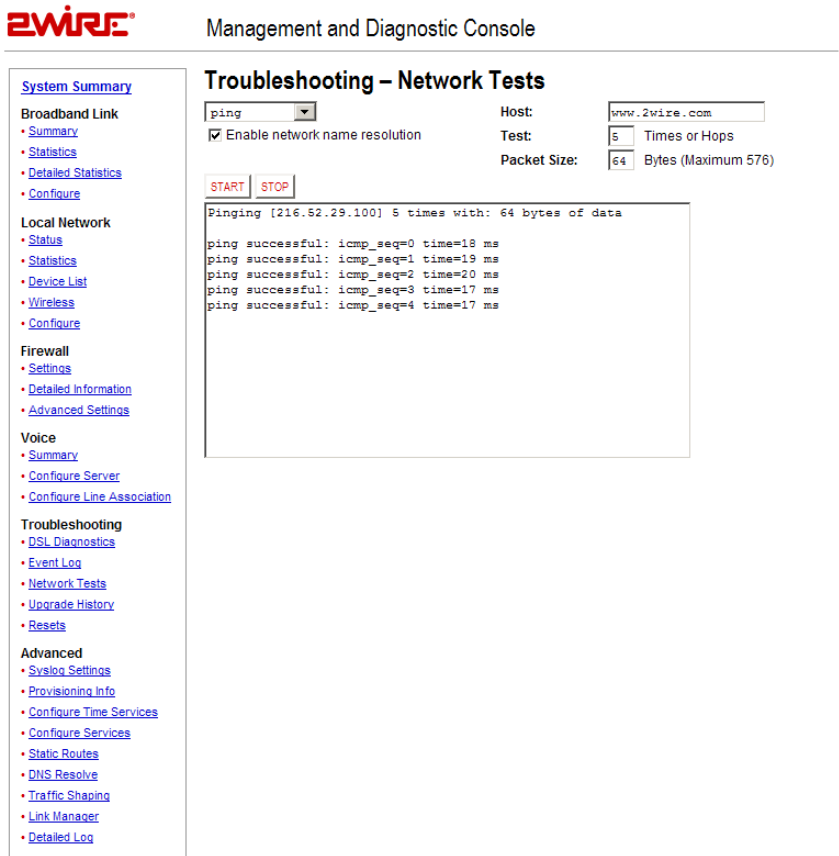 2WIRE
Management and Diagnostic Console
System Summary
Broadband Link
• Summary
• Statistics
• Detailed Statistics
• Configure
Local Network
• Status
• Statistics
• Device List
• Wireless
• Configure
Firewall
• Settings
• Detailed Information
• Advanced Settings
Voice
• Summary
• Configure Server
• Configure Line Association
Troubleshooting
• DSL Diagnostics
• Event Log
• Network Tests
• Upgrade History
• Resets
Advanced
• Syslog Settings
• Provisioning Info
• Configure Time Services
• Configure Services
• Static Routes
• DNS Resolve
• Traffic Shaping
• Link Manager
• Detailed Log
Troubleshooting – Network Tests
ping
Enable network name resolution
Host: www.2wire.com
Test: 5 Times or Hops
Packet Size: 64 Bytes (Maximum 576)
START STOP
Pinging [216.52.29.100] 5 times with: 64 bytes of data
ping successful: icmp_seq=0 time=18 ms
ping successful: icmp_seq=1 time=19 ms
ping successful: icmp_seq=2 time=20 ms
ping successful: icmp_seq=3 time=17 ms
ping successful: icmp_seq=4 time=17 ms